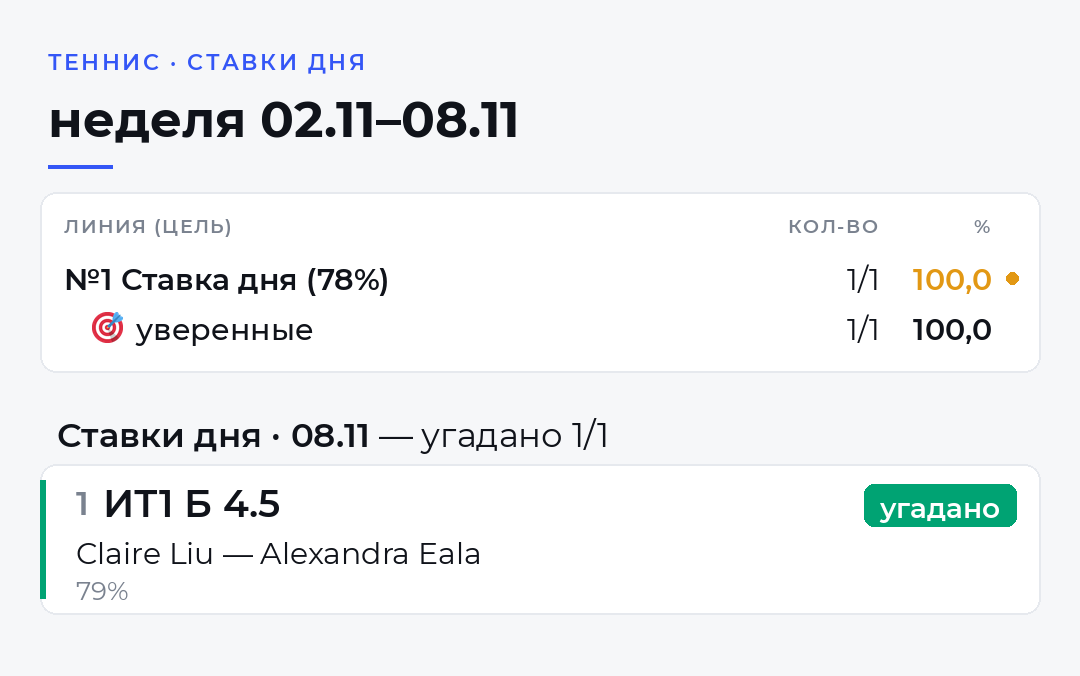 ТЕННИС · СТАВКИ ДНЯ
неделя 02.11–08.11
ЛИНИЯ (ЦЕЛЬ) КОЛ-ВО %
№1 Ставка дня (78%) 1/1 100,0
уверенные 1/1 100,0
Ставки дня · 08.11 — угадано 1/1
1 ИТ1 Б 4.5 угадано
Claire Liu — Alexandra Eala
79%